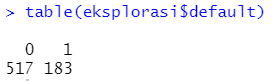 > table(eksplorasi$default)
0 1
517 183